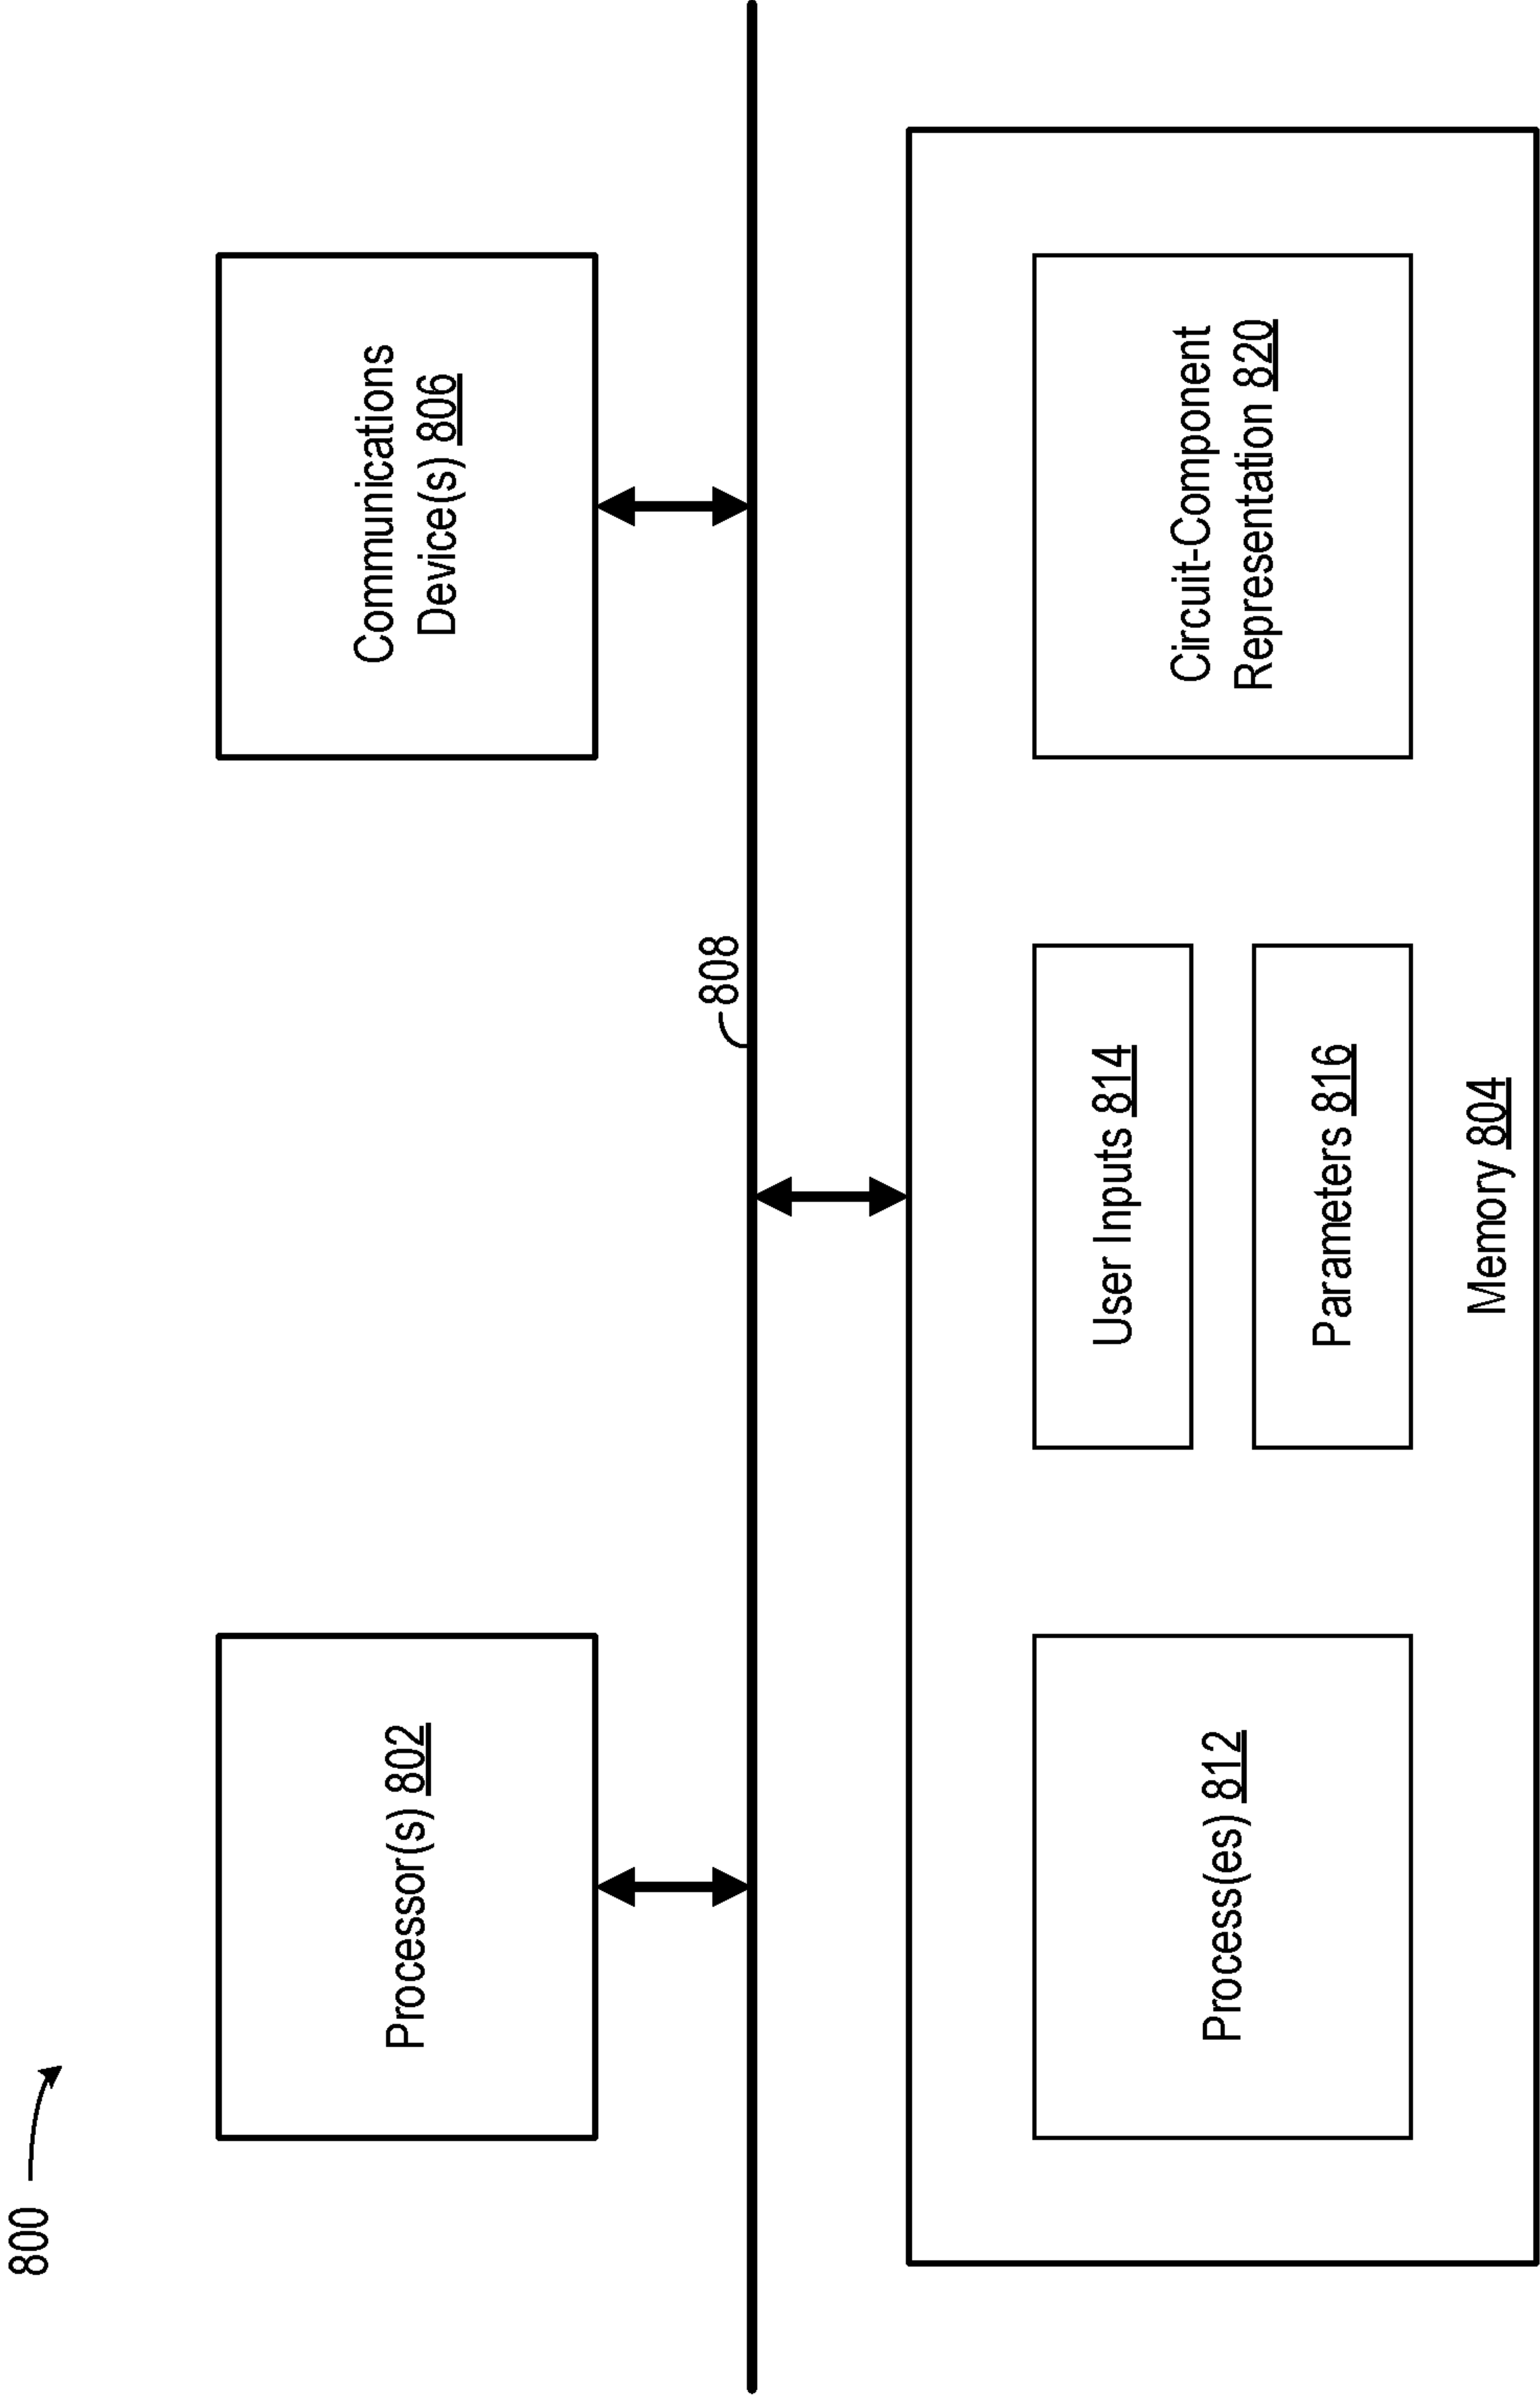 800
Processor(s) 802
Communications
Device(s) 806
808
Process(es) 812
User Inputs 814
Parameters 816
Circuit-Component
Representation 820
Memory 804